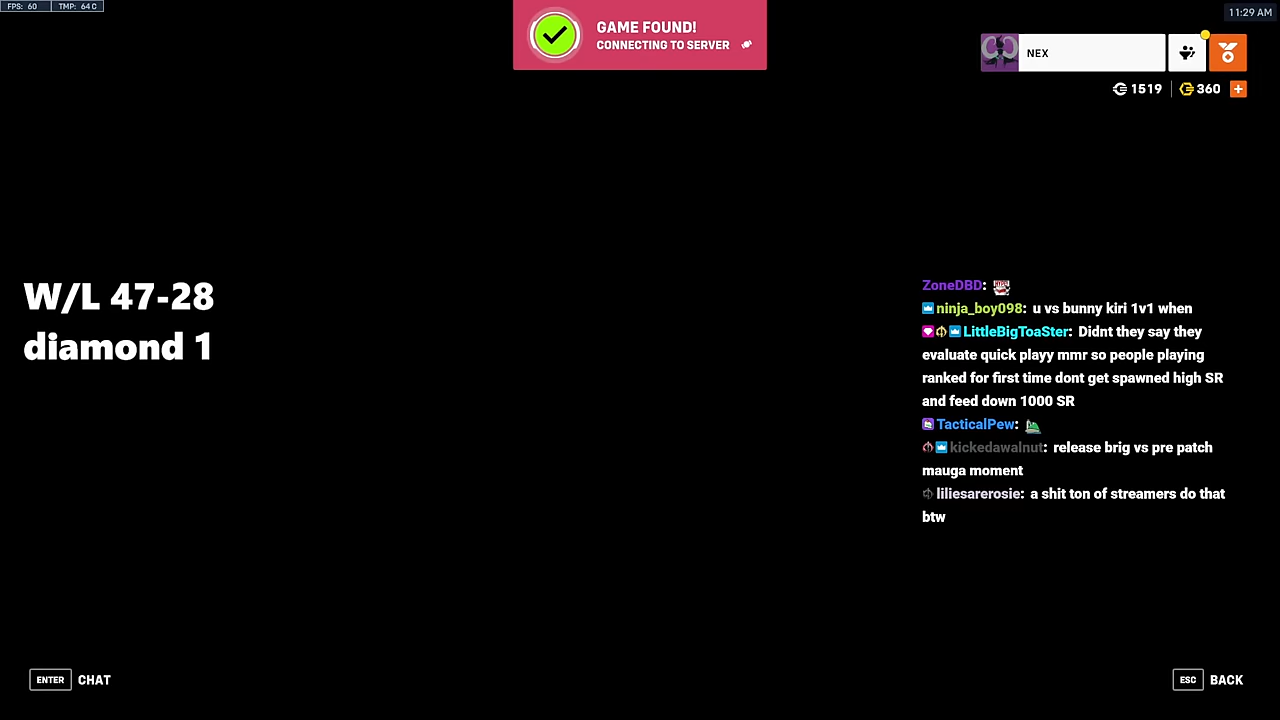 FPS: 60 TMP: 64 C
11:29 AM
GAME FOUND!
CONNECTING TO SERVER
NEX
1519 360 +
W/L 47-28
diamond 1
ZoneDBD:
ninja_boy098: u vs bunny kiri 1v1 when
LittleBigToaSter: Didnt they say they
evaluate quick playy mmr so people playing
ranked for first time dont get spawned high SR
and feed down 1000 SR
TacticalPew:
kickedawalnut: release brig vs pre patch
mauga moment
liliesarerosie: a shit ton of streamers do that
btw
ENTER CHAT
ESC BACK